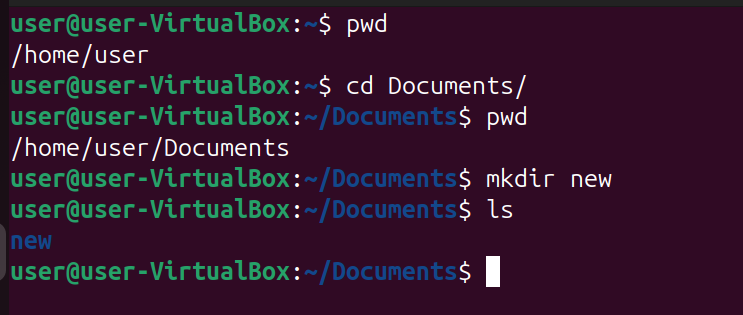 user@user-VirtualBox:~$ pwd
/home/user
user@user-VirtualBox:~$ cd Documents/
user@user-VirtualBox:~/Documents$ pwd
/home/user/Documents
user@user-VirtualBox:~/Documents$ mkdir new
user@user-VirtualBox:~/Documents$ ls
new
user@user-VirtualBox:~/Documents$